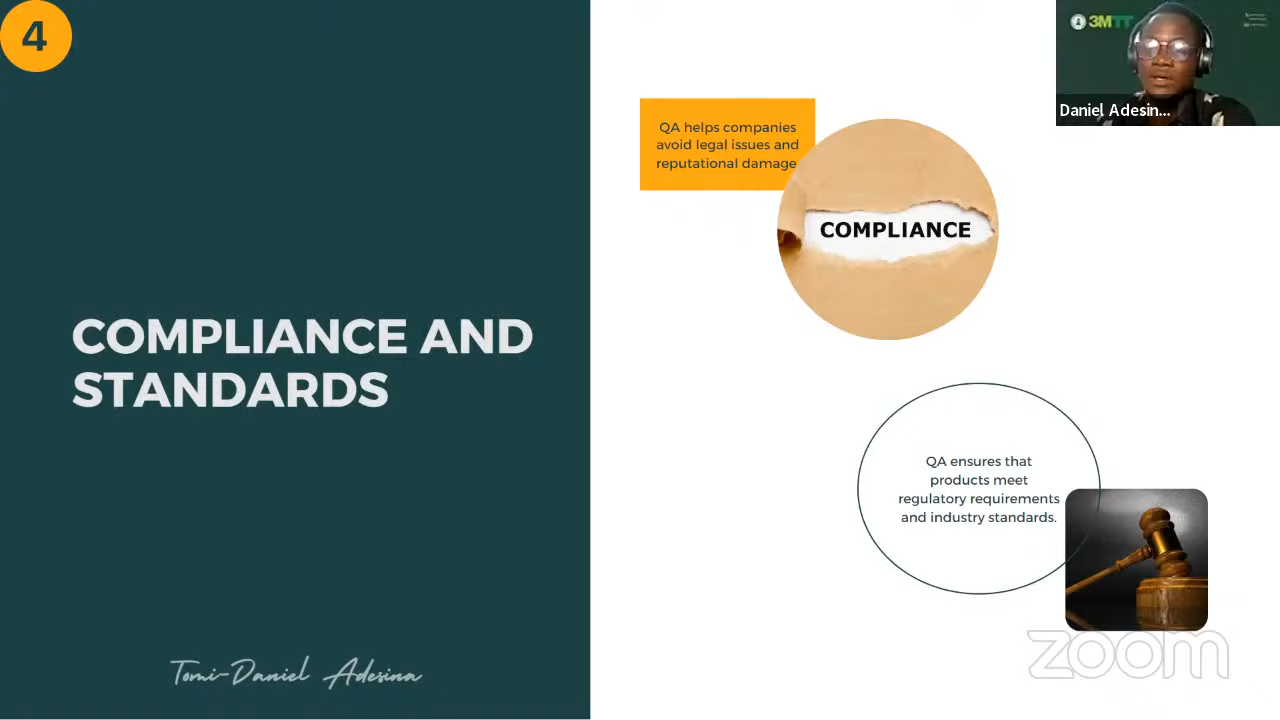 4
COMPLIANCE AND
STANDARDS
Tomi-Daniel Adesina
QA helps companies
avoid legal issues and
reputational damage
COMPLIANCE
QA ensures that
products meet
regulatory requirements
and industry standards.
3MTT
Daniel Adesin...
zoom